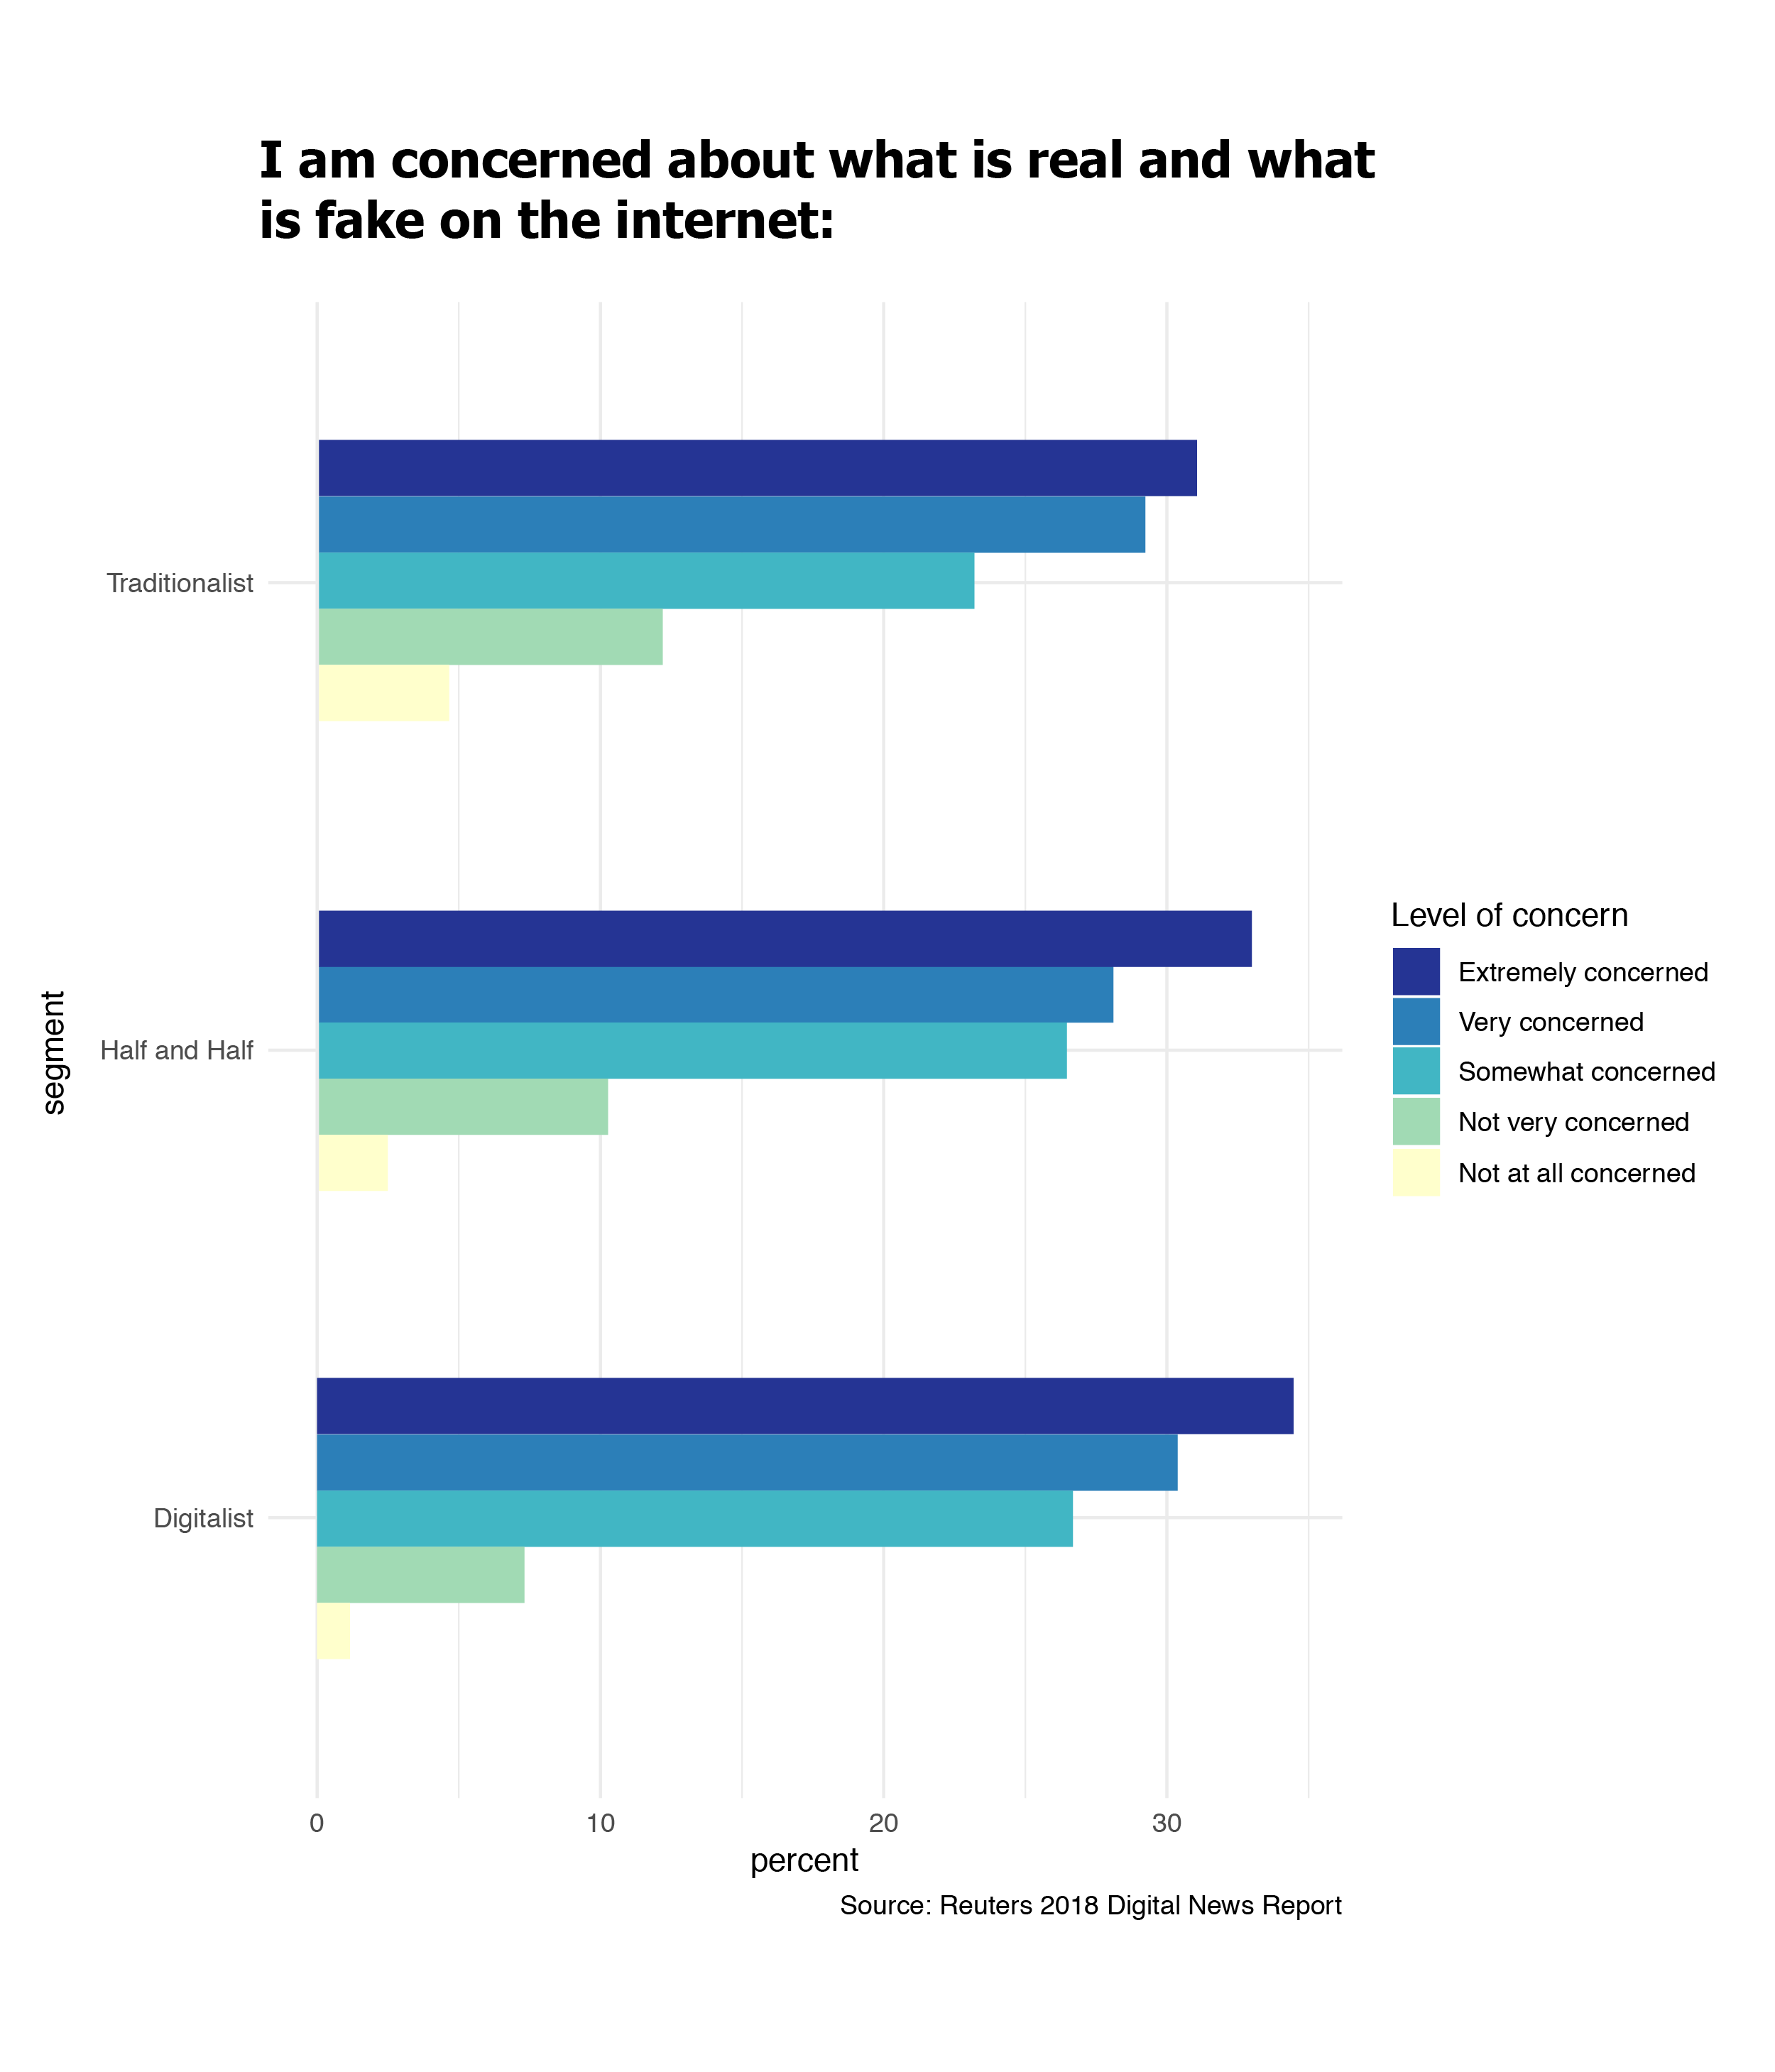 I am concerned about what is real and what
is fake on the internet:
Traditionalist
Half and Half
Digitalist
segment
0
10
20
30
percent
Source: Reuters 2018 Digital News Report
Level of concern
Extremely concerned
Very concerned
Somewhat concerned
Not very concerned
Not at all concerned